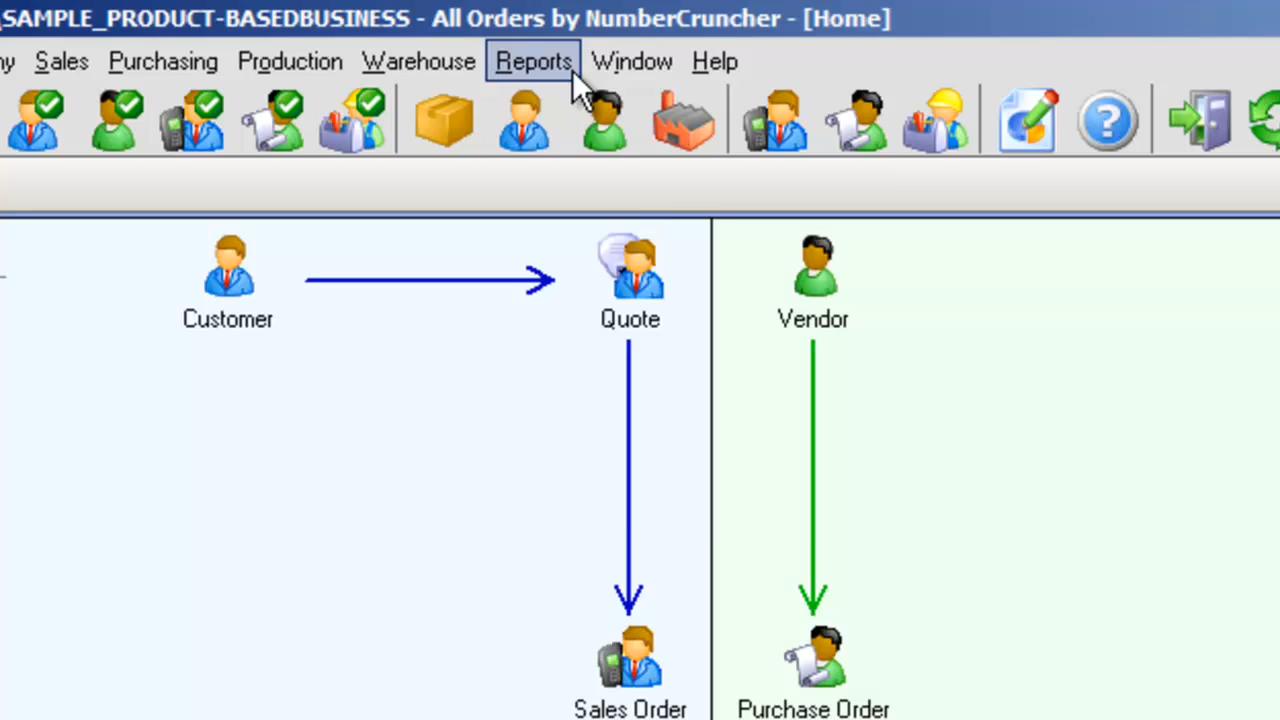 SAMPLE_PRODUCT-BASEDBUSINESS - All Orders by NumberCruncher - [Home]
ny Sales Purchasing Production Warehouse Reports Window Help
Customer Quote Vendor
Sales Order Purchase Order